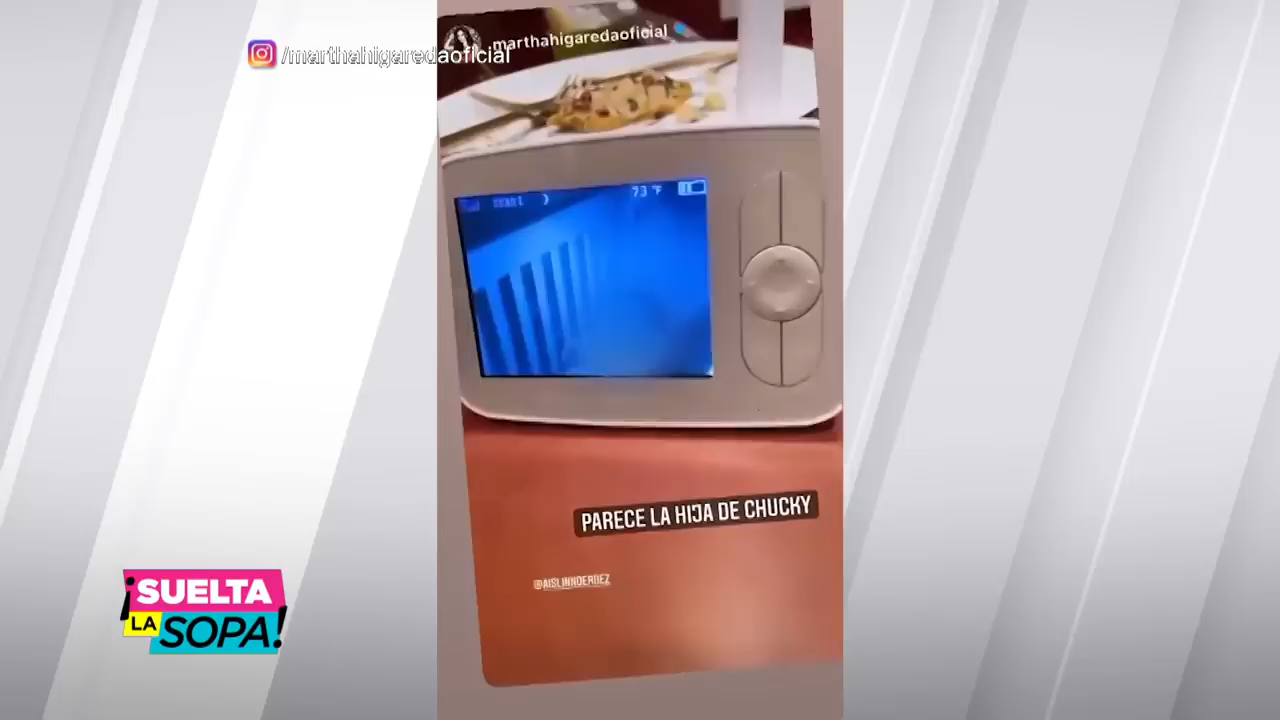 /marthahigaredaoficial
marthahigaredaoficial
73 °F
PARECE LA HIJA DE CHUCKY
@AISLINNDERBEZ
¡SUELTA
LA SOPA!